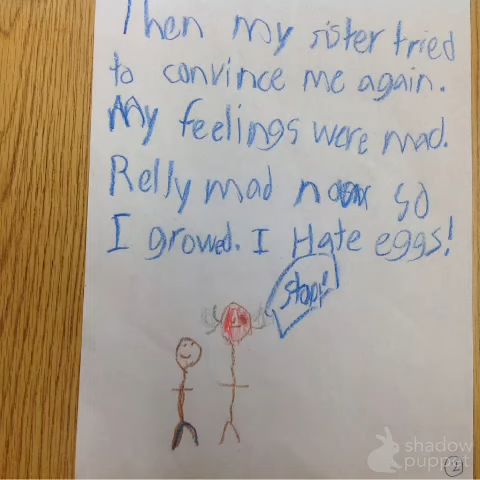 Then my sister tried
to convince me again.
My feelings were mad.
Relly mad so
I growed. I Hate eggs!
Stop!
shadow
puppet
2